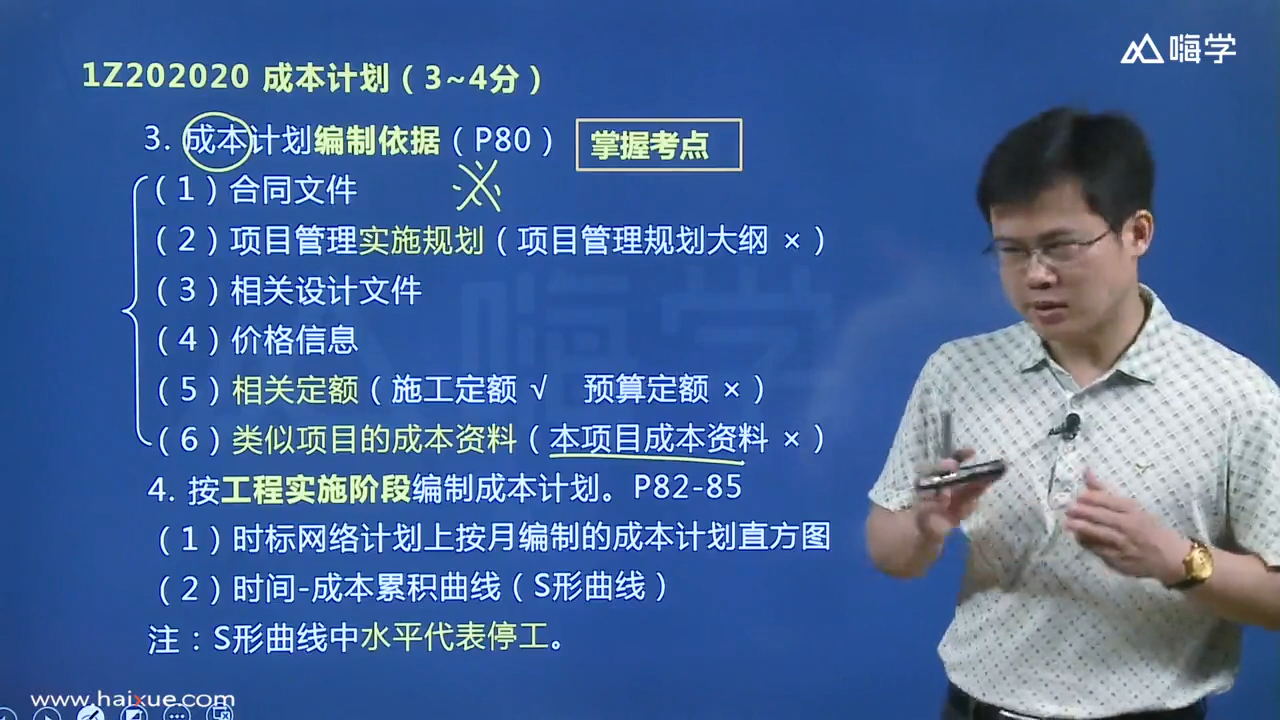 嗨学
1Z202020 成本计划（3~4分）
3. 成本计划编制依据（P80） 掌握考点
（1）合同文件
（2）项目管理实施规划（项目管理规划大纲 ×）
（3）相关设计文件
（4）价格信息
（5）相关定额（施工定额 √ 预算定额 ×）
（6）类似项目的成本资料（本项目成本资料 ×）
4. 按工程实施阶段编制成本计划。P82-85
（1）时标网络计划上按月编制的成本计划直方图
（2）时间-成本累积曲线（S形曲线）
注：S形曲线中水平代表停工。
www.haixue.com